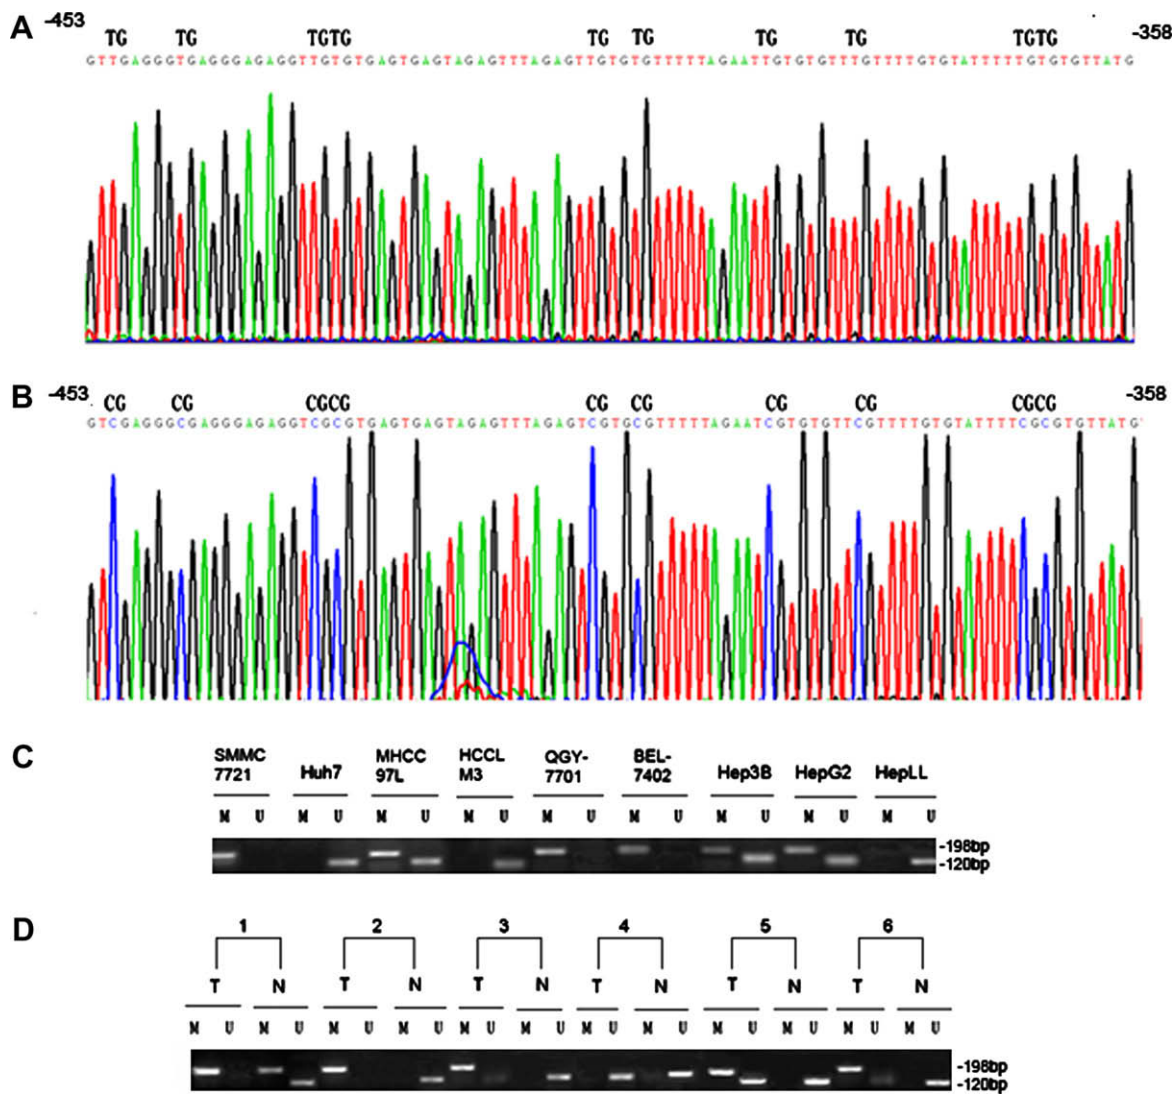 A
-453
TG TG TGTG TG TG TG TG TGTG
-358
GTTGAGGGTGAGGGAGAGGTTGTGTGAGTGAGTAGAGTTTAGAGTTGTGTGTTTTTAGAATTGTGTGTTTGTTTTGTGTATTTTTGTGTGTTATG
B
-453
CG CG CGCG CG CG CG CG CGCG
-358
GTCGAGGGCGAGGGAGAGGTCGCGTGAGTGAGTAGAGTTTAGAGTCGTGCGTTTTTAGAATCGTGTGTTCGTTTTGTGTATTTTCGCGTGTTATG
C
SMMC 7721
Huh7
MHCC 97L
HCCL M3
QGY-7701
BEL-7402
Hep3B
HepG2
HepLL
M U M U M U M U M U M U M U M U M U
-198bp
-120bp
D
1 2 3 4 5 6
T N T N T N T N T N T N
M U M U M U M U M U M U M U M U M U M U M U M U
-198bp
-120bp